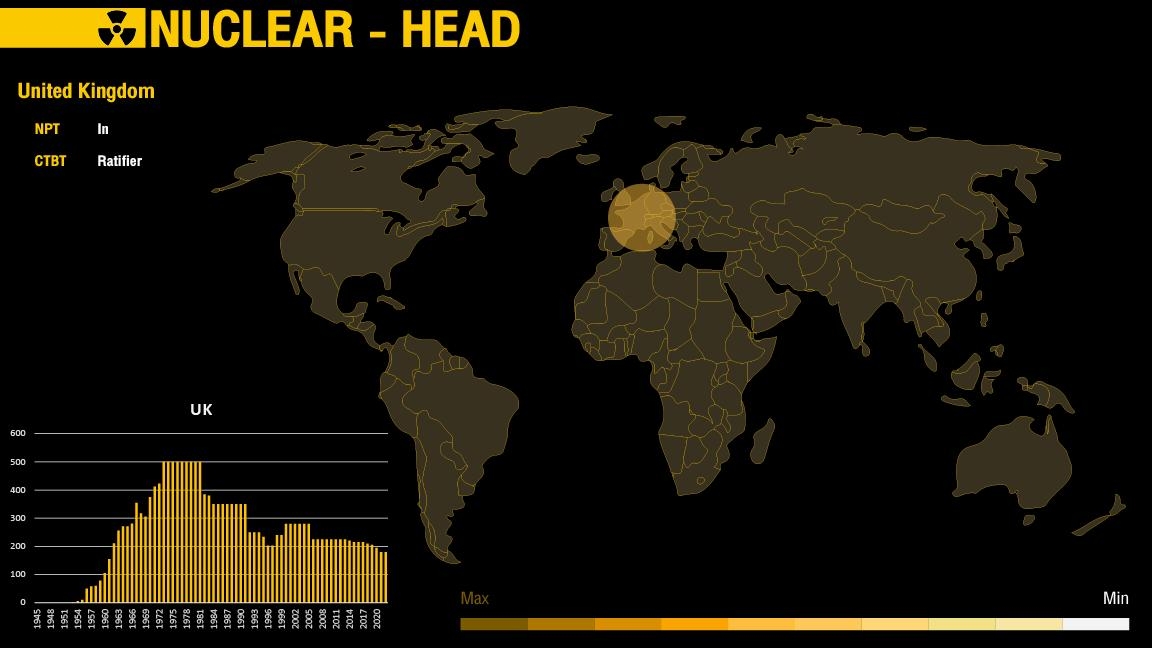 NUCLEAR - HEAD
United Kingdom
NPT In
CTBT Ratifier
UK
600
500
400
300
200
100
0
1945 1948 1951 1954 1957 1960 1963 1966 1969 1972 1975 1978 1981 1984 1987 1990 1993 1996 1999 2002 2005 2008 2011 2014 2017 2020
Max Min